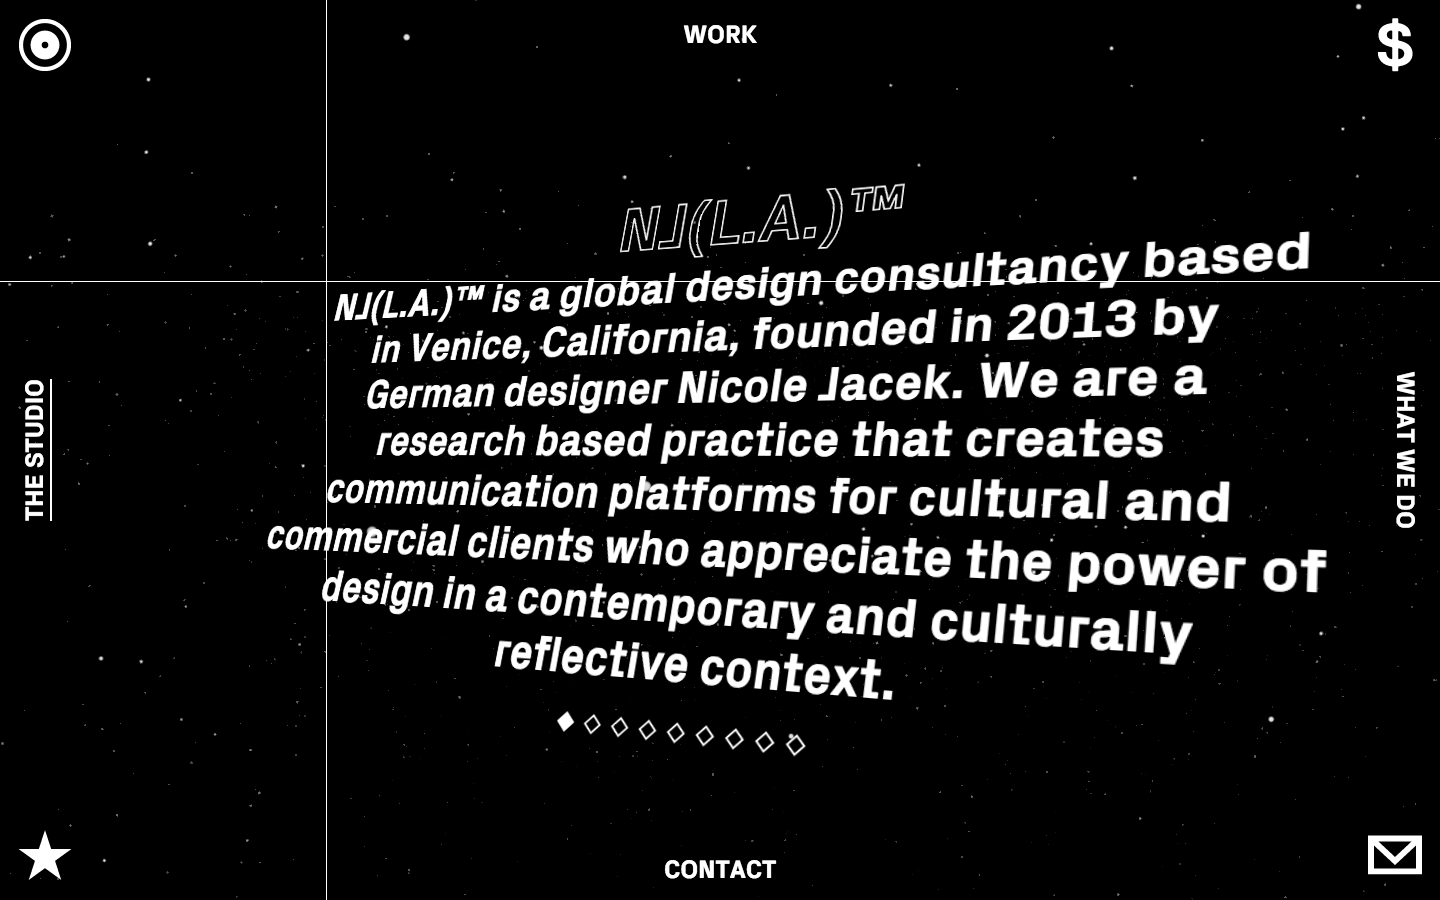 WORK
$
NJ(L.A.)™
NJ(L.A.)™ is a global design consultancy based
in Venice, California, founded in 2013 by
German designer Nicole Jacek. We are a
research based practice that creates
communication platforms for cultural and
commercial clients who appreciate the power of
design in a contemporary and culturally
reflective context.
THE STUDIO
WHAT WE DO
CONTACT